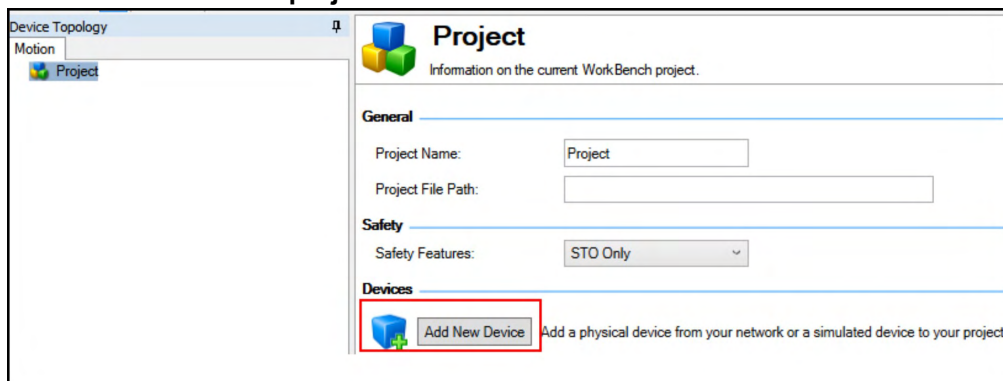 Device Topology
Motion
Project
Project
Information on the current WorkBench project.
General
Project Name:
Project
Project File Path:
Safety
Safety Features:
STO Only
Devices
Add New Device
Add a physical device from your network or a simulated device to your project